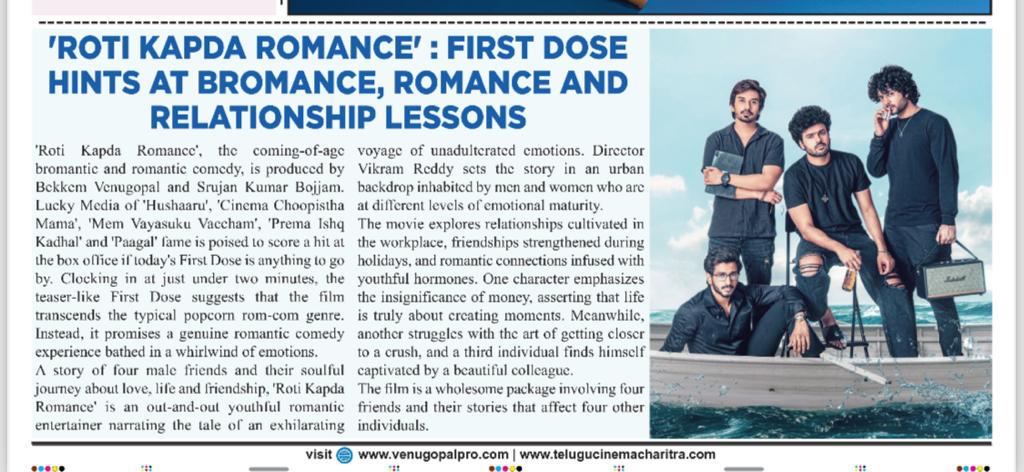 'ROTI KAPDA ROMANCE' : FIRST DOSE
HINTS AT BROMANCE, ROMANCE AND
RELATIONSHIP LESSONS
'Roti Kapda Romance', the coming-of-age
bromantic and romantic comedy, is produced by
Bekkem Venugopal and Srujan Kumar Bojjam.
Lucky Media of 'Hushaaru', 'Cinema Choopistha
Mama', 'Mem Vayasuku Vaccham', 'Prema Ishq
Kadhal' and 'Paagal' fame is poised to score a hit at
the box office if today's First Dose is anything to go
by. Clocking in at just under two minutes, the
teaser-like First Dose suggests that the film
transcends the typical popcorn rom-com genre.
Instead, it promises a genuine romantic comedy
experience bathed in a whirlwind of emotions.
A story of four male friends and their soulful
journey about love, life and friendship, 'Roti Kapda
Romance' is an out-and-out youthful romantic
entertainer narrating the tale of an exhilarating
voyage of unadulterated emotions. Director
Vikram Reddy sets the story in an urban
backdrop inhabited by men and women who are
at different levels of emotional maturity.
The movie explores relationships cultivated in
the workplace, friendships strengthened during
holidays, and romantic connections infused with
youthful hormones. One character emphasizes
the insignificance of money, asserting that life
is truly about creating moments. Meanwhile,
another struggles with the art of getting closer
to a crush, and a third individual finds himself
captivated by a beautiful colleague.
The film is a wholesome package involving four
friends and their stories that affect four other
individuals.
Marshall
visit www.venugopalpro.com | www.telugucinemacharitra.com